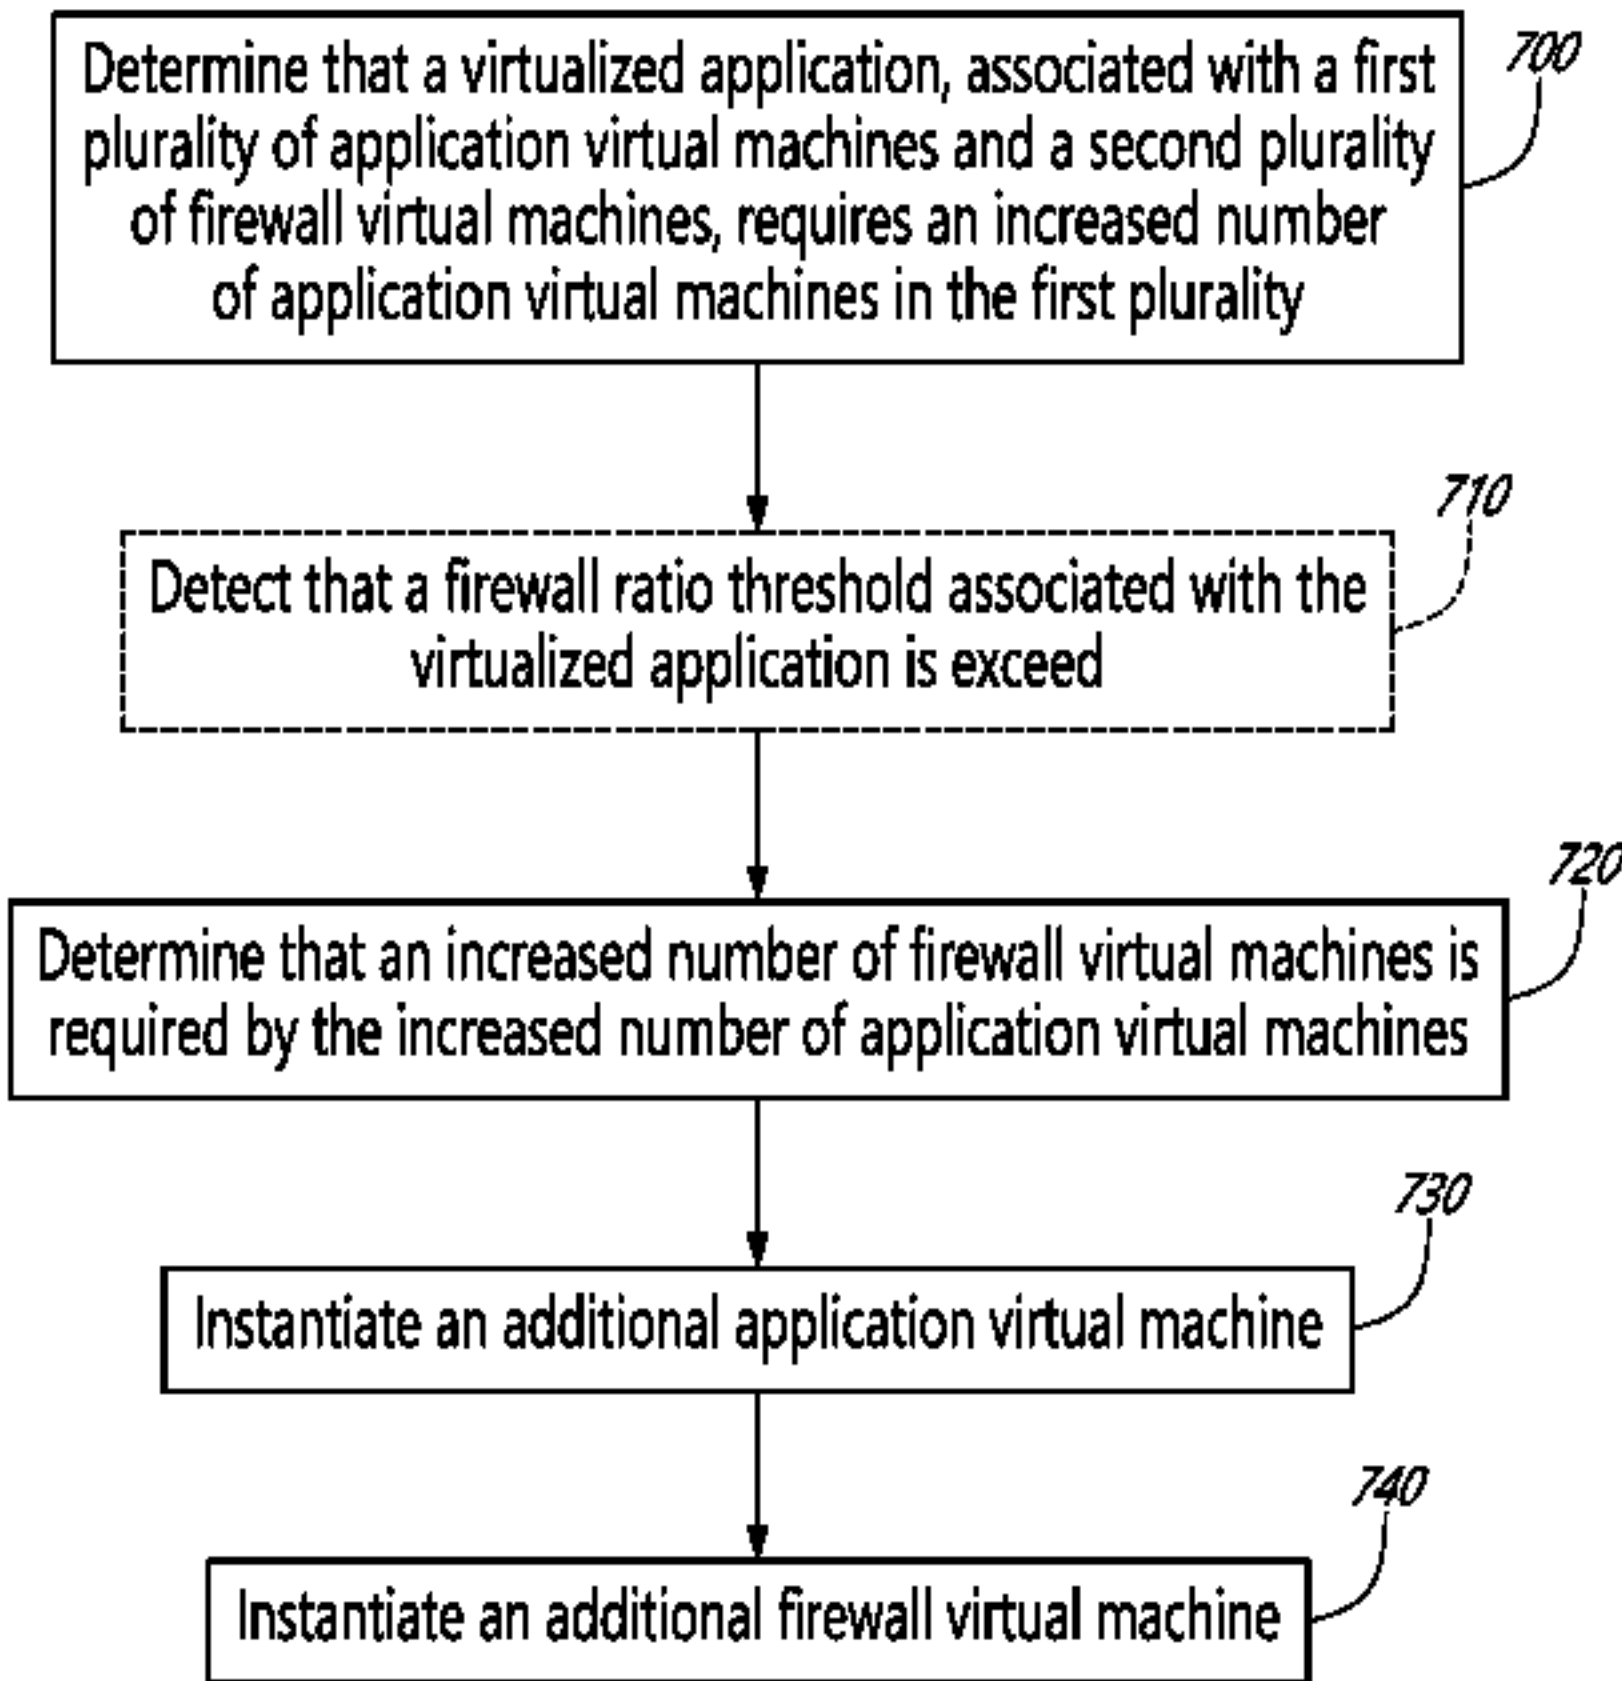 Determine that a virtualized application, associated with a first
plurality of application virtual machines and a second plurality
of firewall virtual machines, requires an increased number
of application virtual machines in the first plurality
700
Detect that a firewall ratio threshold associated with the
virtualized application is exceed
710
Determine that an increased number of firewall virtual machines is
required by the increased number of application virtual machines
720
Instantiate an additional application virtual machine
730
Instantiate an additional firewall virtual machine
740